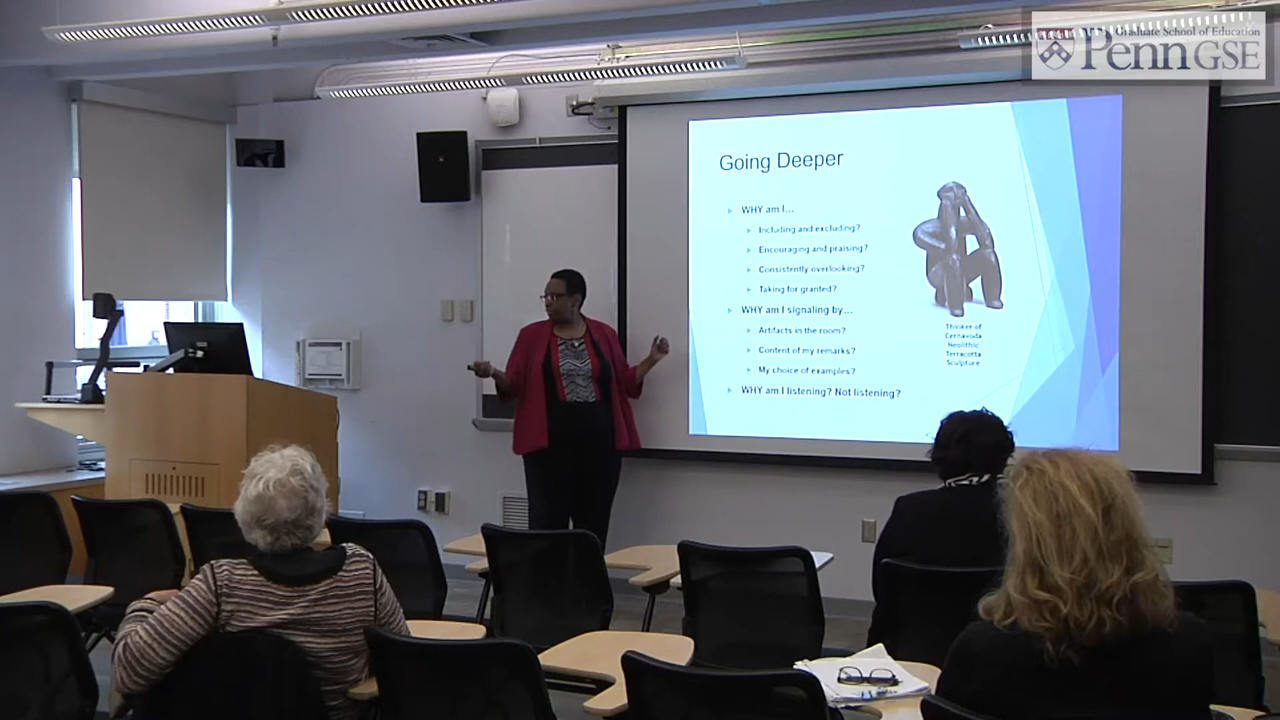 Graduate School of Education
PennGSE
Going Deeper
WHY am I...
Including and excluding?
Encouraging and praising?
Consistently overlooking?
Taking for granted?
WHY am I signaling by...
Artifacts in the room?
Content of my remarks?
My choice of examples?
WHY am I listening? Not listening?
Thinker of
Cernavoda
Neolithic
Terracotta
Sculpture